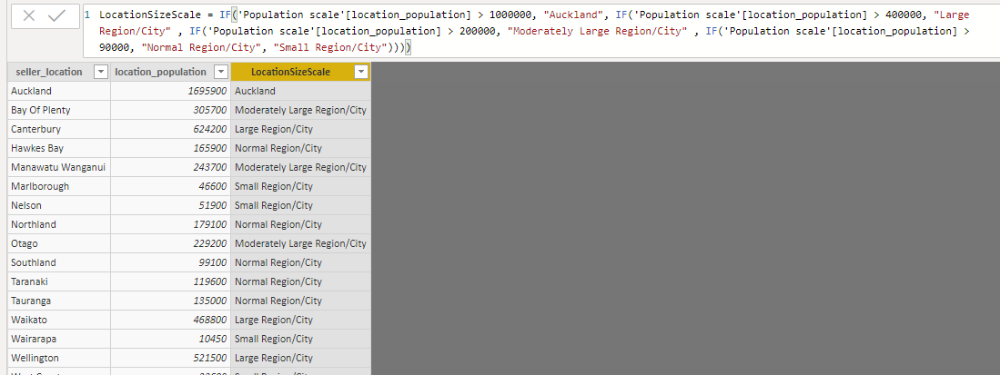 1 LocationSizeScale = IF('Population scale'[location_population] > 1000000, "Auckland", IF('Population scale'[location_population] > 400000, "Large
Region/City" , IF('Population scale'[location_population] > 200000, "Moderately Large Region/City" , IF('Population scale'[location_population] >
90000, "Normal Region/City", "Small Region/City"))))
seller_location location_population LocationSizeScale
Auckland 1695900 Auckland
Bay Of Plenty 305700 Moderately Large Region/City
Canterbury 624200 Large Region/City
Hawkes Bay 165900 Normal Region/City
Manawatu Wanganui 243700 Moderately Large Region/City
Marlborough 46600 Small Region/City
Nelson 51900 Small Region/City
Northland 179100 Normal Region/City
Otago 229200 Moderately Large Region/City
Southland 99100 Normal Region/City
Taranaki 119600 Normal Region/City
Tauranga 135000 Normal Region/City
Waikato 468800 Large Region/City
Wairarapa 10450 Small Region/City
Wellington 521500 Large Region/City